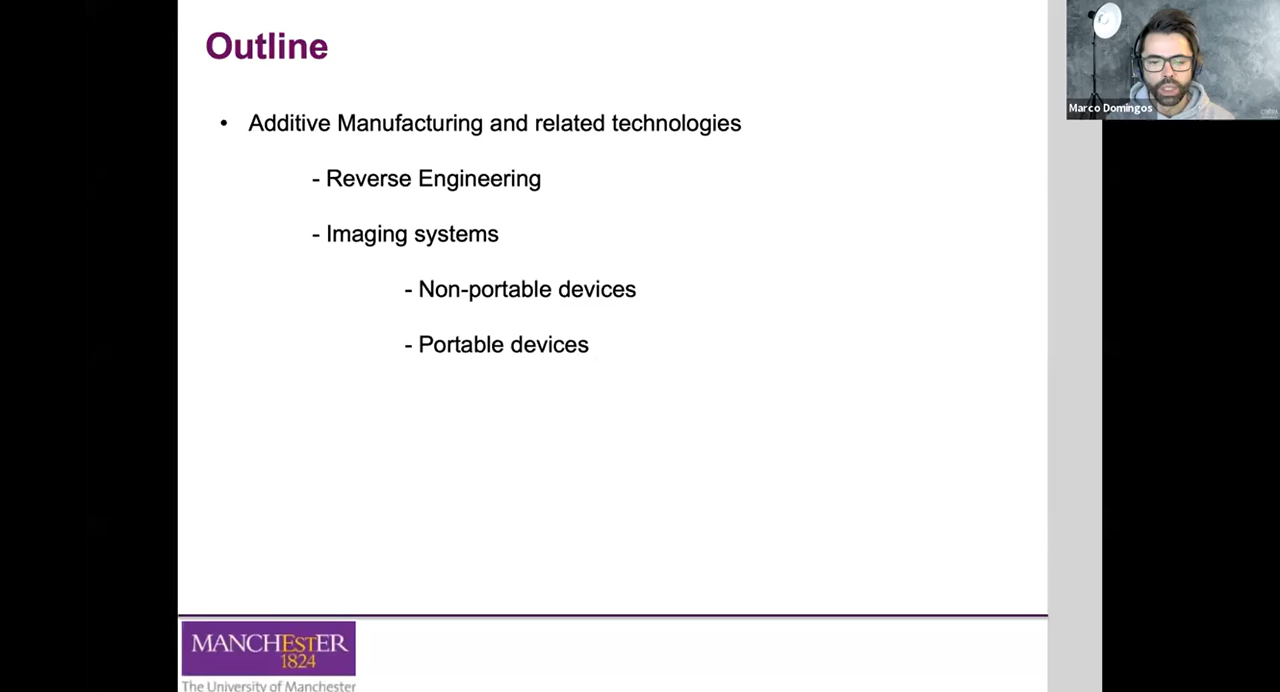 Outline
Marco Domingos
• Additive Manufacturing and related technologies
- Reverse Engineering
- Imaging systems
- Non-portable devices
- Portable devices
MANCHESTER
1824
The University of Manchester